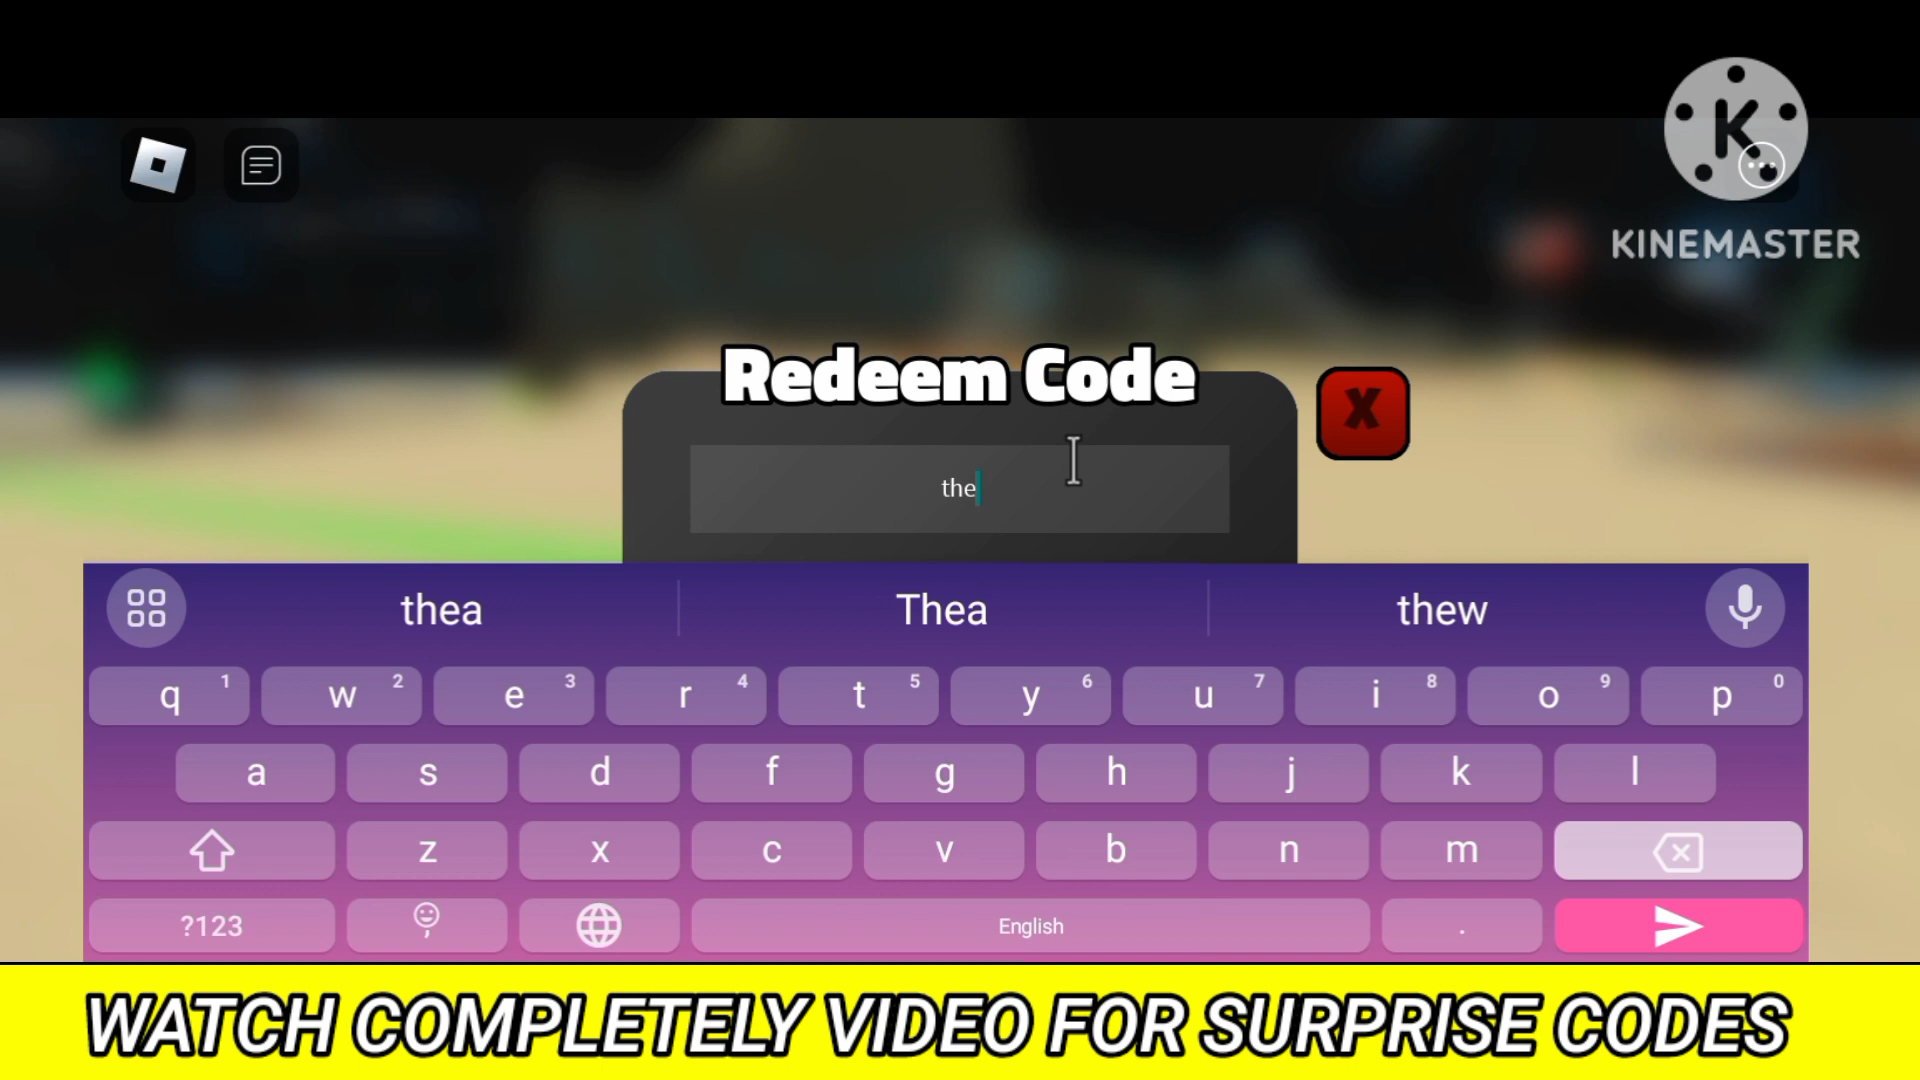 K
KINEMASTER
Redeem Code
X
the
thea Thea thew
q 1 w 2 e 3 r 4 t 5 y 6 u 7 i 8 o 9 p 0
a s d f g h j k l
z x c v b n m
?123 , English .
WATCH COMPLETELY VIDEO FOR SURPRISE CODES